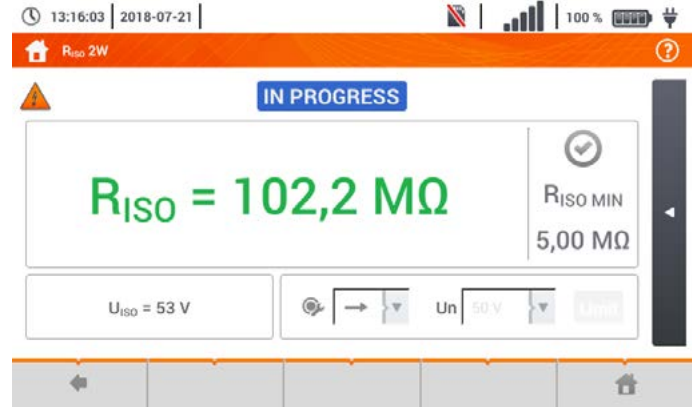 13:16:03 2018-07-21 100 %
RISO 2W
IN PROGRESS
RISO = 102,2 MΩ
RISO MIN
5,00 MΩ
UISO = 53 V
Un 50 V Limit